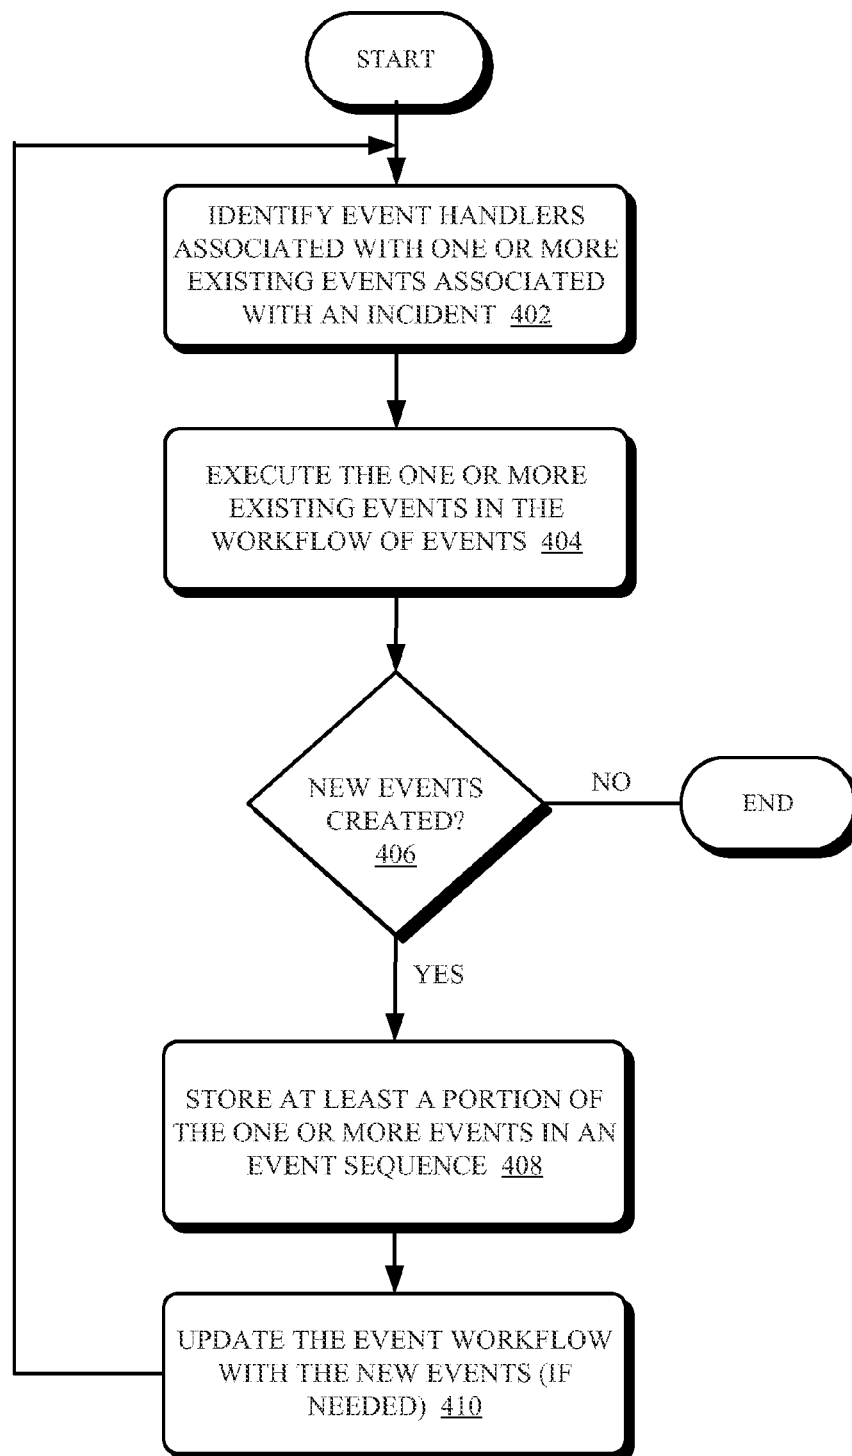 START
IDENTIFY EVENT HANDLERS
ASSOCIATED WITH ONE OR MORE
EXISTING EVENTS ASSOCIATED
WITH AN INCIDENT 402
EXECUTE THE ONE OR MORE
EXISTING EVENTS IN THE
WORKFLOW OF EVENTS 404
NEW EVENTS
CREATED?
406
NO
END
YES
STORE AT LEAST A PORTION OF
THE ONE OR MORE EVENTS IN AN
EVENT SEQUENCE 408
UPDATE THE EVENT WORKFLOW
WITH THE NEW EVENTS (IF
NEEDED) 410